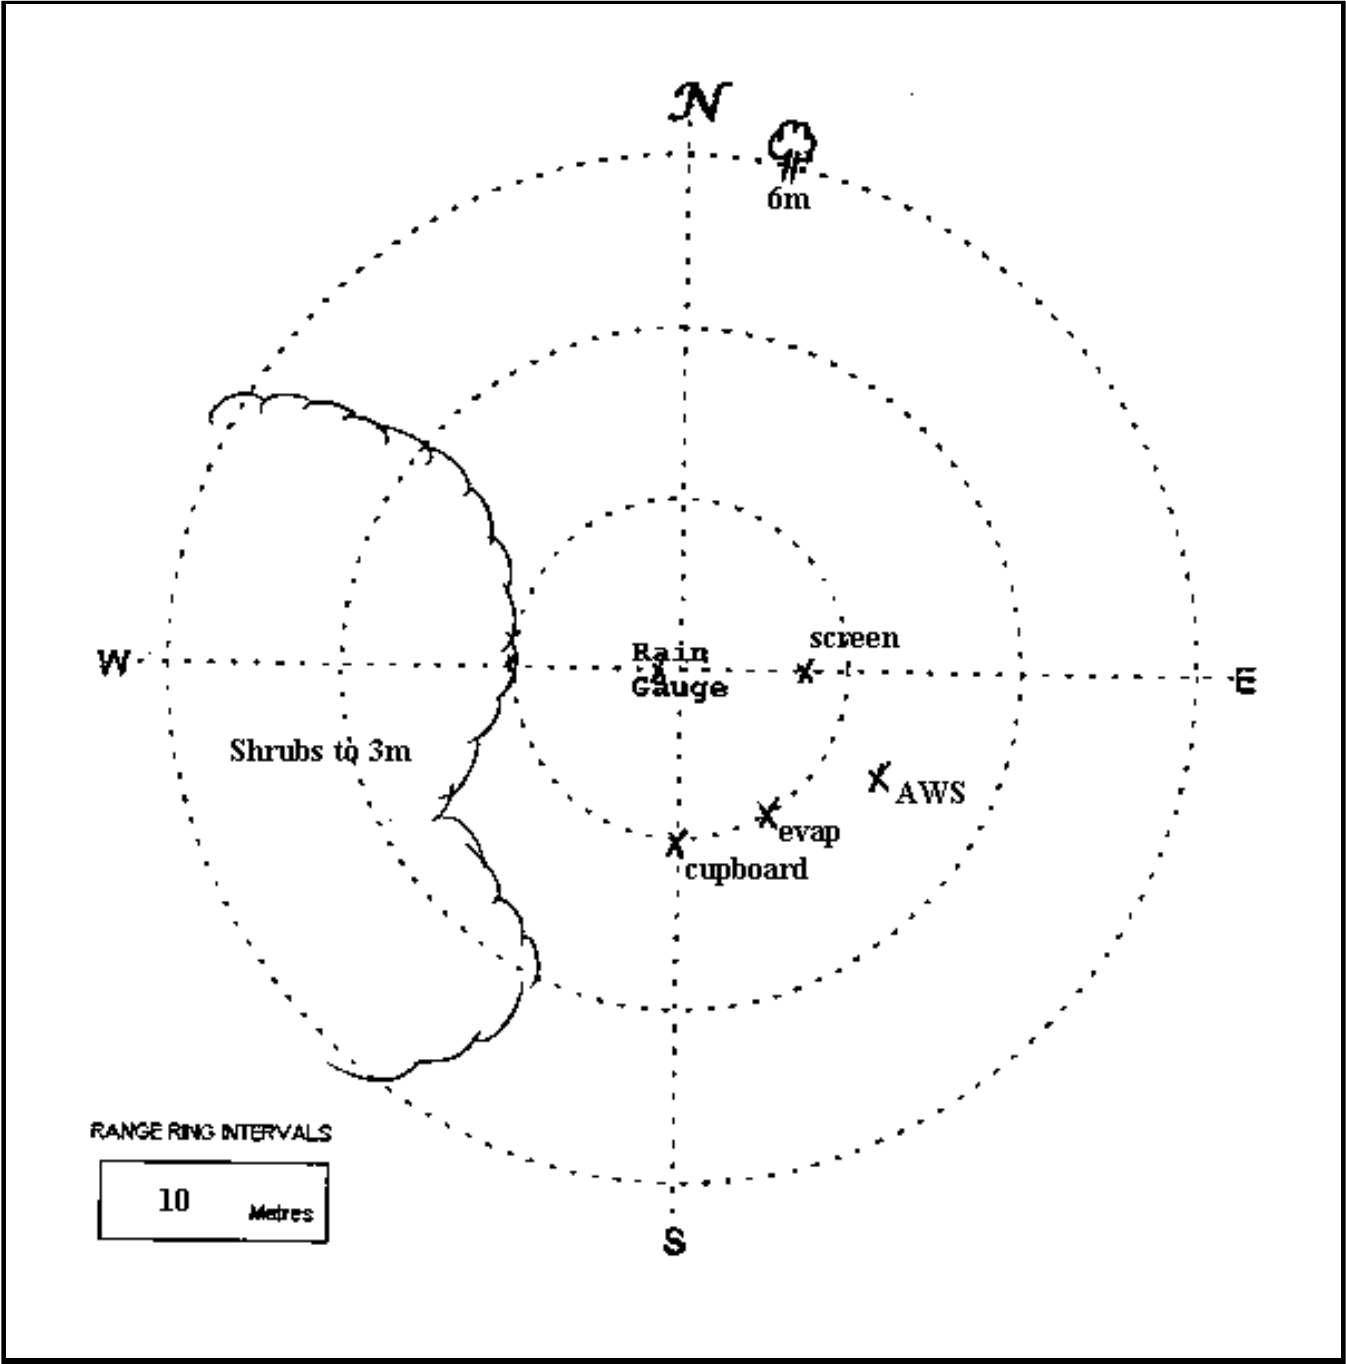 N
6m
screen
Rain
Gauge
W
E
Shrubs to 3m
AWS
evap
cupboard
RANGE RING INTERVALS
10 Metres
S